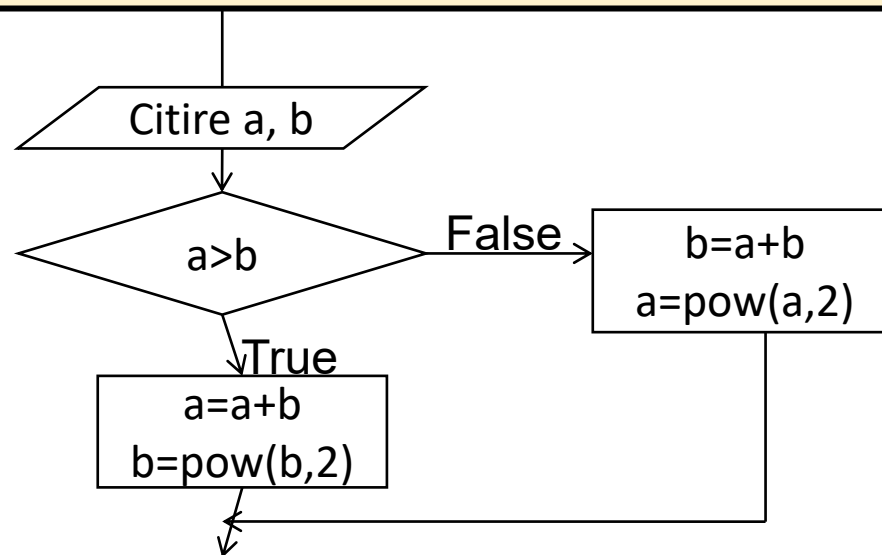 Citire a, b
a>b
False
b=a+b
a=pow(a,2)
True
a=a+b
b=pow(b,2)